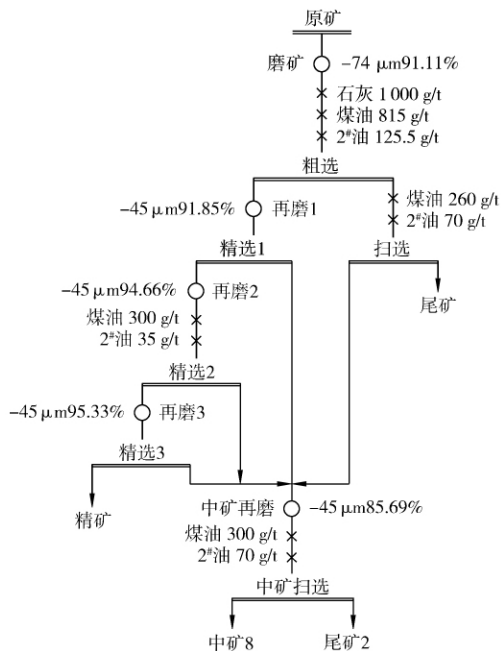 原矿
磨矿 −74 μm91.11%
石灰 1 000 g/t
煤油 815 g/t
2#油 125.5 g/t
粗选
−45 μm91.85% 再磨1
煤油 260 g/t
2#油 70 g/t
精选1
扫选
−45 μm94.66% 再磨2
尾矿
煤油 300 g/t
2#油 35 g/t
精选2
−45 μm95.33% 再磨3
精选3
精矿
中矿再磨 −45 μm85.69%
煤油 300 g/t
2#油 70 g/t
中矿扫选
中矿8
尾矿2